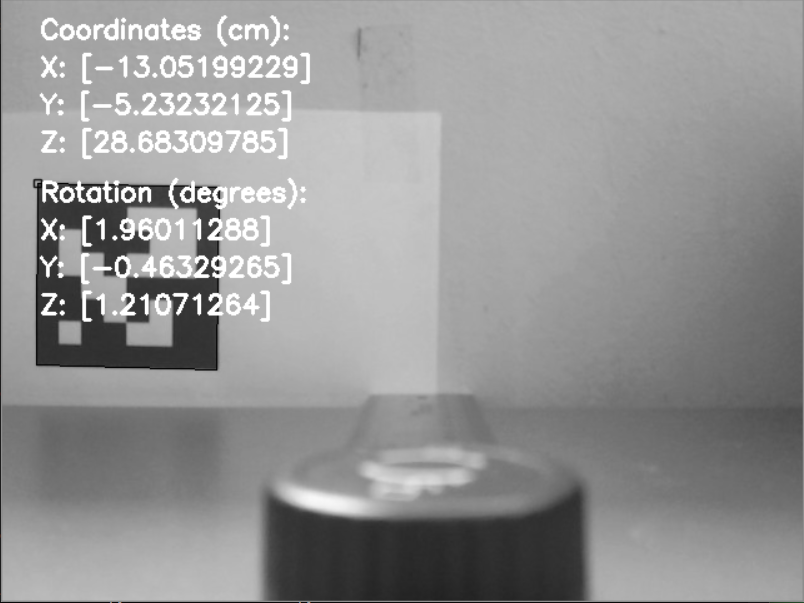 Coordinates (cm):
X: [-13.05199229]
Y: [-5.23232125]
Z: [28.68309785]
Rotation (degrees):
X: [1.96011288]
Y: [-0.46329265]
Z: [1.21071264]